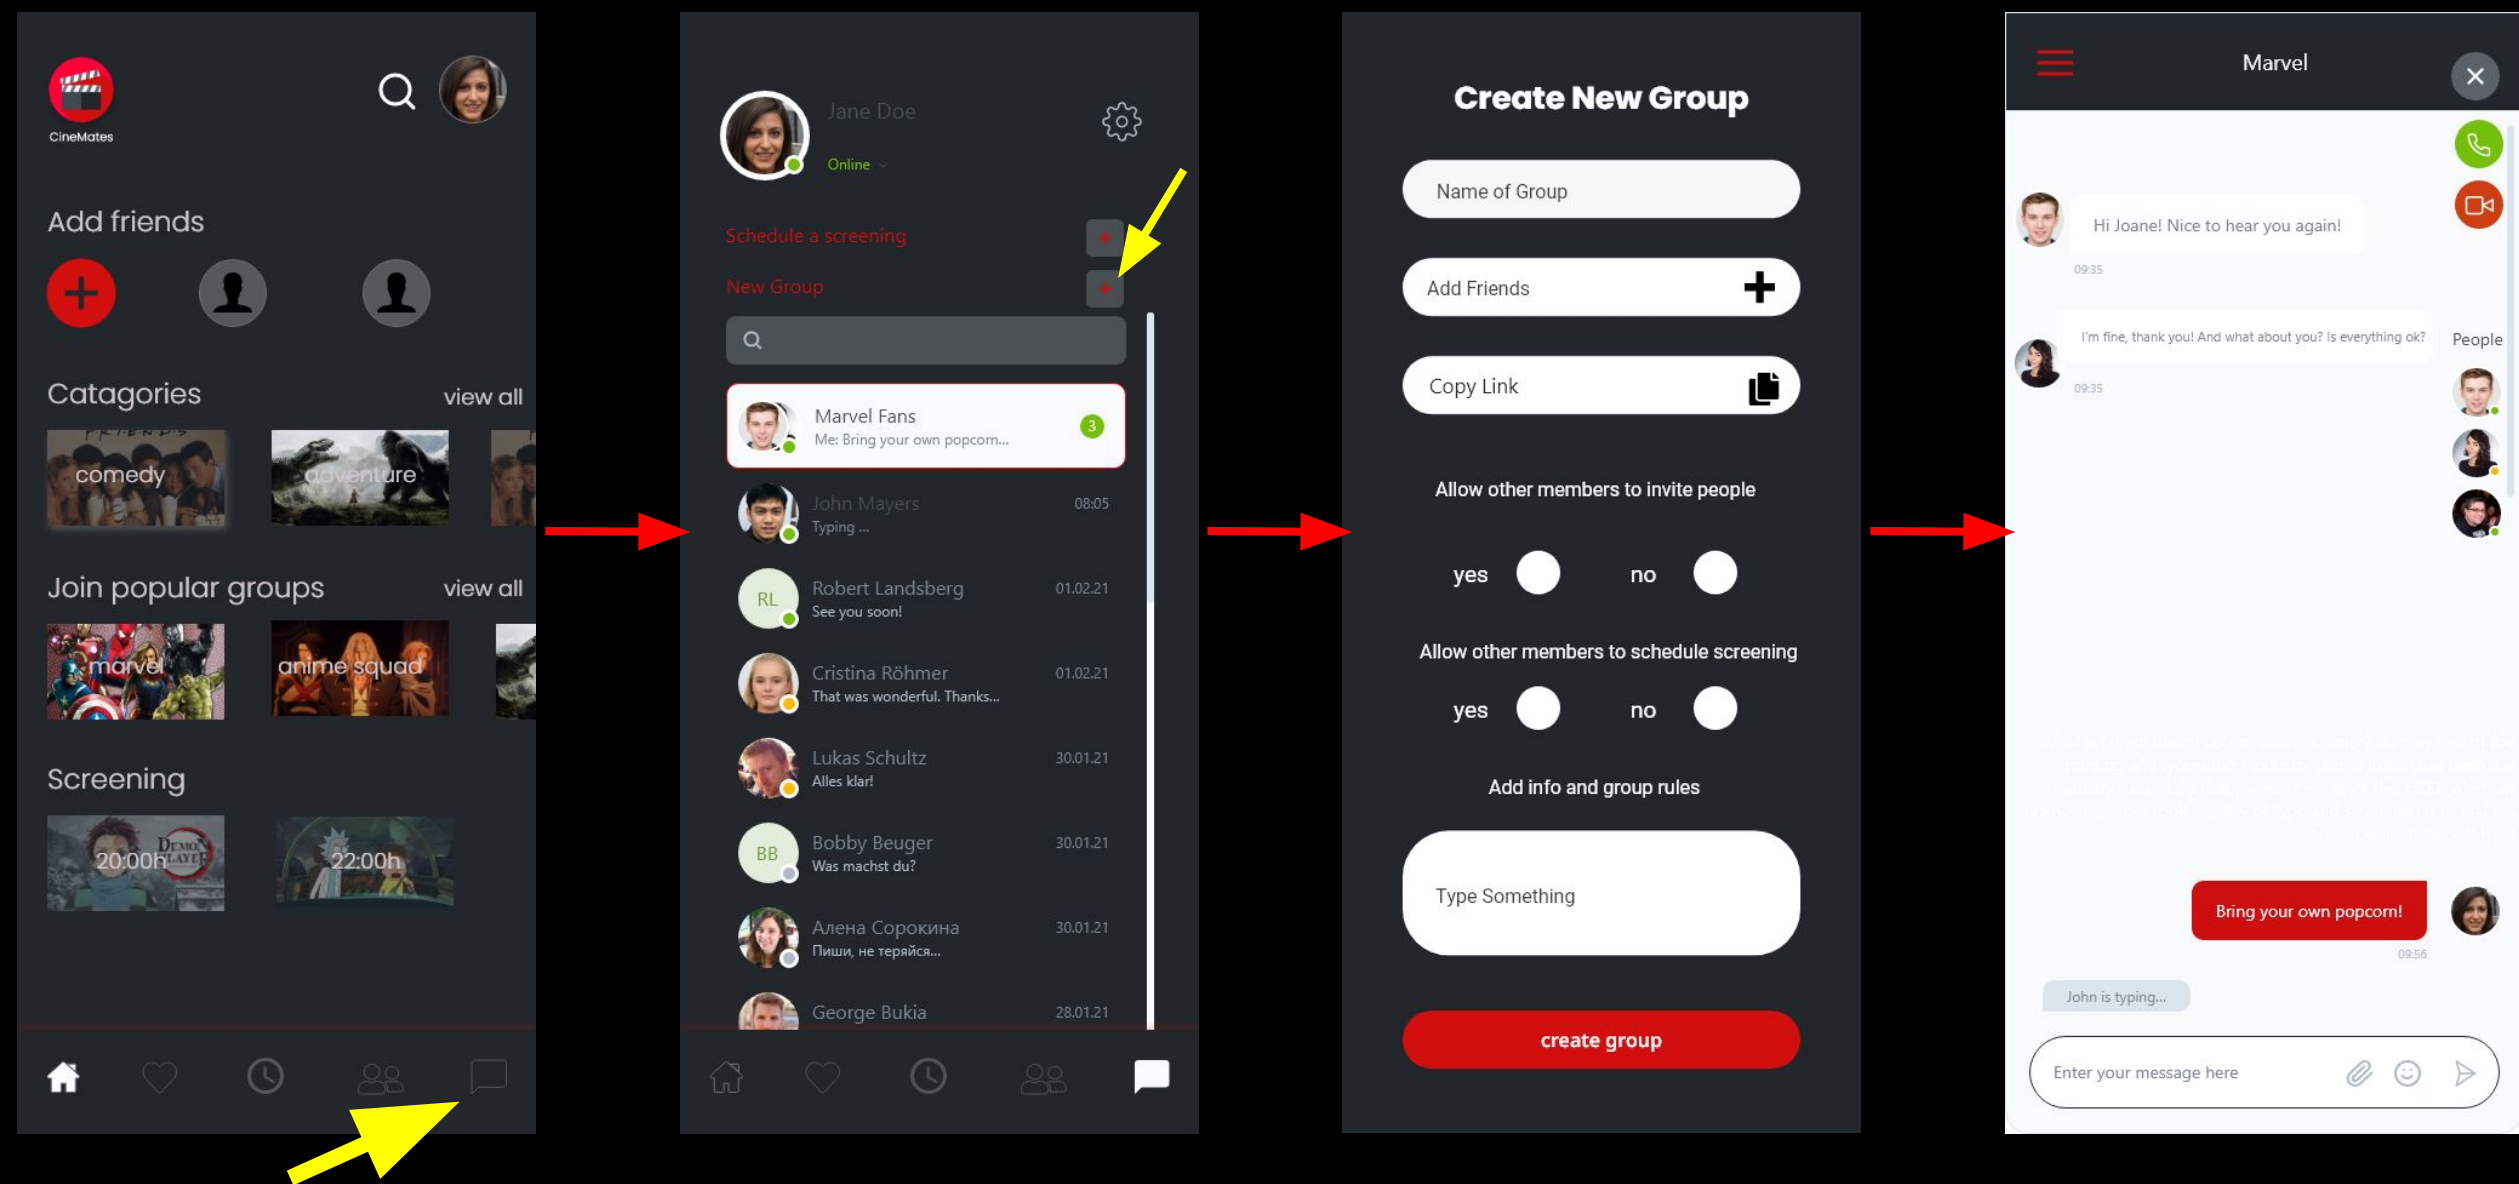 CineMates
Add friends
Catagories
view all
FRIENDS
comedy
adventure
Join popular groups
view all
marvel
anime squad
Screening
DEMON
SLAYER
20:00h
22:00h
Jane Doe
Online
Schedule a screening
New Group
Marvel Fans
Me: Bring your own popcorn...
3
John Mayers
08:05
Typing ...
RL
Robert Landsberg
01.02.21
See you soon!
Cristina Röhmer
01.02.21
That was wonderful. Thanks...
Lukas Schultz
30.01.21
Alles klar!
BB
Bobby Beuger
30.01.21
Was machst du?
Алена Сорокина
30.01.21
Пиши, не теряйся...
George Bukia
28.01.21
Create New Group
Name of Group
Add Friends
Copy Link
Allow other members to invite people
yes
no
Allow other members to schedule screening
yes
no
Add info and group rules
Type Something
create group
Marvel
Hi Joane! Nice to hear you again!
09:35
I'm fine, thank you! And what about you? Is everything ok?
09:35
People
Bring your own popcorn!
09:56
John is typing...
Enter your message here